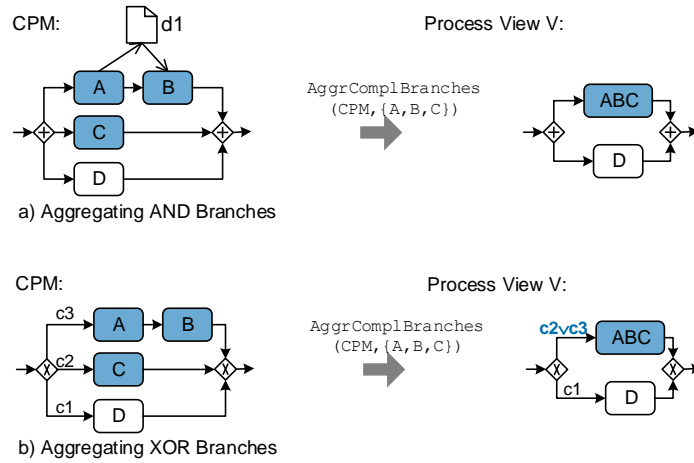 CPM:
d1
Process View V:
A
B
AggrComplBranches
(CPM,{A,B,C})
ABC
C
D
D
a) Aggregating AND Branches
CPM:
Process View V:
c3
A
B
AggrComplBranches
(CPM,{A,B,C})
c2∨c3
ABC
c2
C
c1
D
c1
D
b) Aggregating XOR Branches